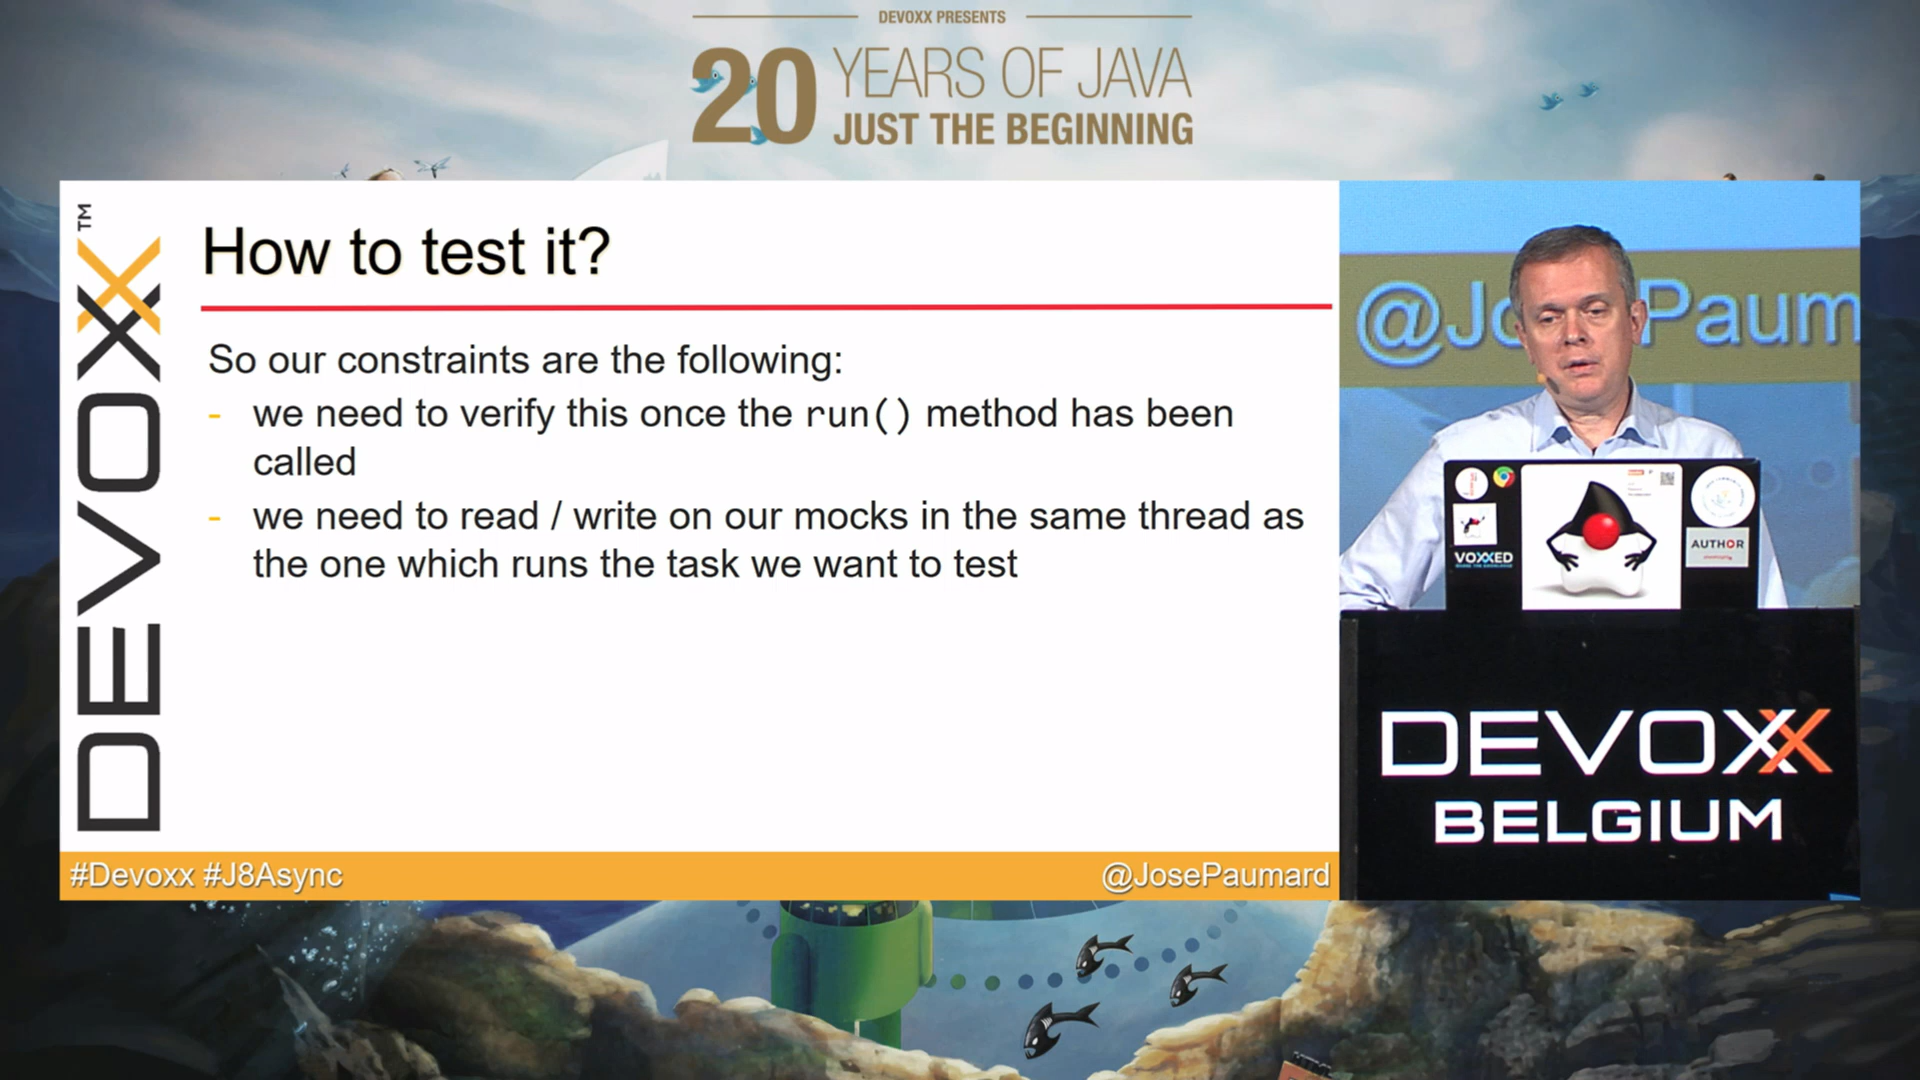 DEVOXX PRESENTS
20 YEARS OF JAVA
JUST THE BEGINNING
DEVOXX™
How to test it?
So our constraints are the following:
- we need to verify this once the run() method has been
called
- we need to read / write on our mocks in the same thread as
the one which runs the task we want to test
#Devoxx #J8Async
@JosePaumard
@Jo Paum
VOXXED
AUTHOR
DEVOXX
BELGIUM